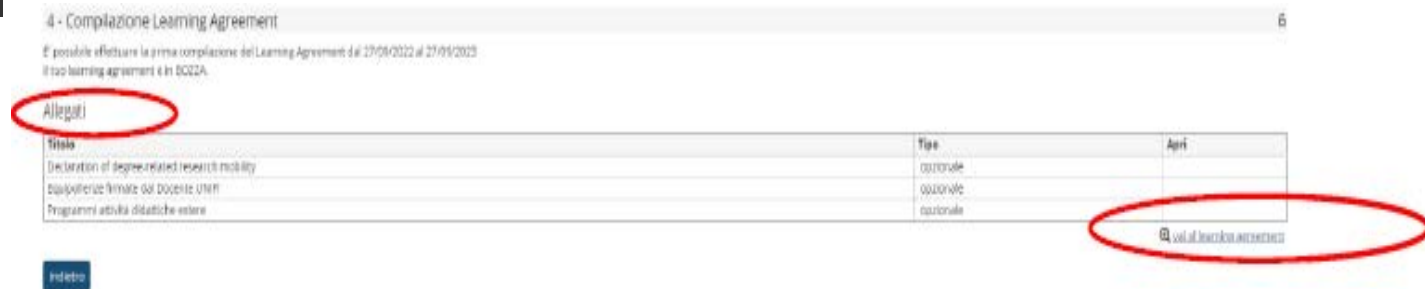 4 - Compilazione Learning Agreement 6
E' possibile effettuare la prima compilazione del Learning Agreement dal 27/09/2022 al 27/01/2023
Il tuo learning agreement è in BOZZA.
Allegati
Titolo Tipo Apri
Declaration of degree-related research mobility opzionale
Equipollenze firmate dal Docente opzionale
Programmi attività didattiche estere opzionale
vai al learning agreement
Indietro